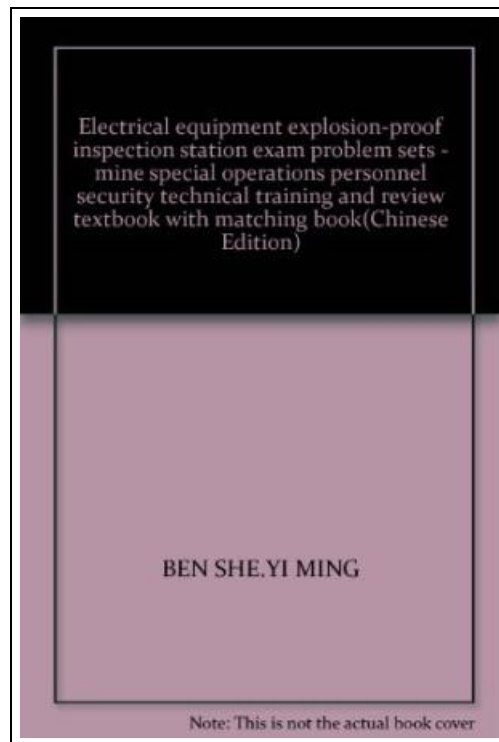 Electrical equipment explosion-proof
inspection station exam problem sets -
mine special operations personnel
security technical training and review
textbook with matching book(Chinese
Edition)
BEN SHE.YI MING
Note: This is not the actual book cover